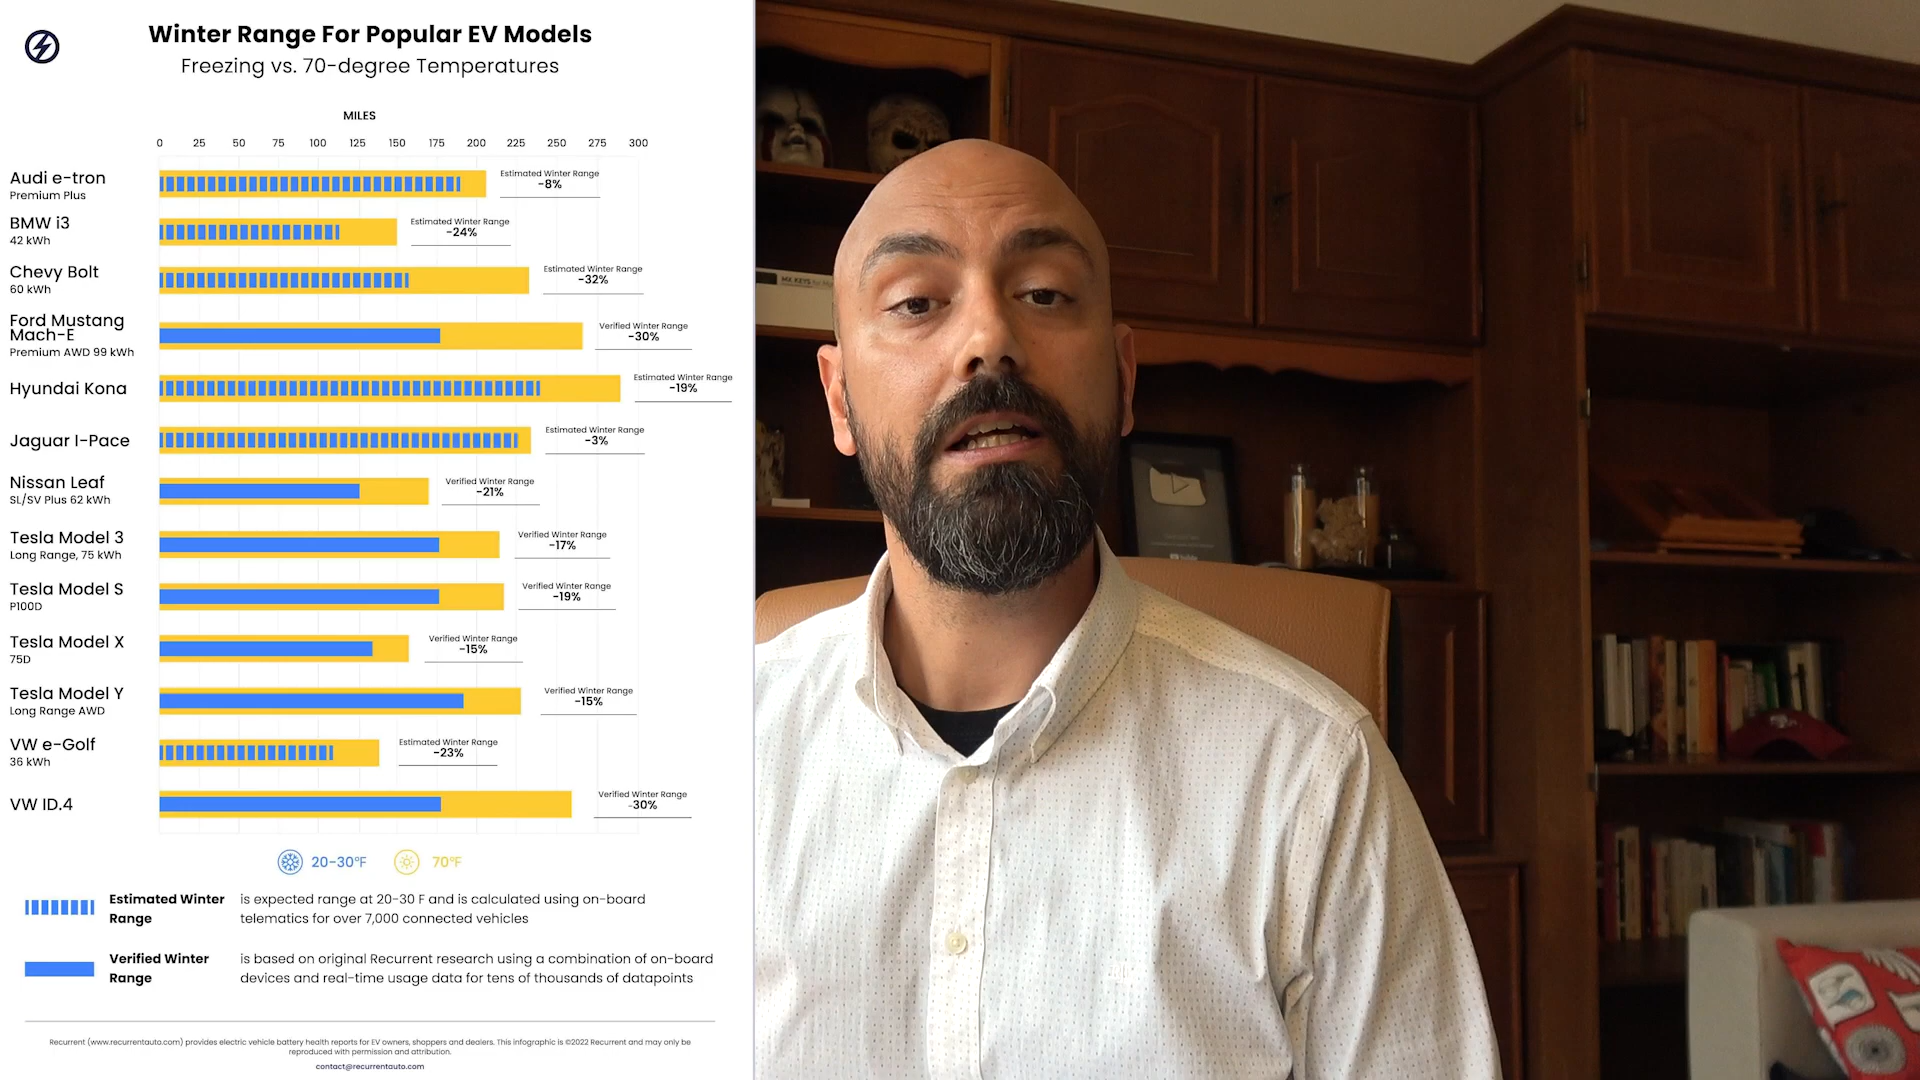 Winter Range For Popular EV Models
Freezing vs. 70-degree Temperatures
MILES
0 25 50 75 100 125 150 175 200 225 250 275 300
Audi e-tron
Premium Plus
Estimated Winter Range
-8%
BMW i3
42 kWh
Estimated Winter Range
-24%
Chevy Bolt
60 kWh
Estimated Winter Range
-32%
Ford Mustang
Mach-E
Premium AWD 99 kWh
Verified Winter Range
-30%
Hyundai Kona
Estimated Winter Range
-19%
Jaguar I-Pace
Estimated Winter Range
-3%
Nissan Leaf
SL/SV Plus 62 kWh
Verified Winter Range
-21%
Tesla Model 3
Long Range, 75 kWh
Verified Winter Range
-17%
Tesla Model S
P100D
Verified Winter Range
-19%
Tesla Model X
75D
Verified Winter Range
-15%
Tesla Model Y
Long Range AWD
Verified Winter Range
-15%
VW e-Golf
36 kWh
Estimated Winter Range
-23%
VW ID.4
Verified Winter Range
-30%
20-30°F 70°F
Estimated Winter
Range
is expected range at 20-30 F and is calculated using on-board
telematics for over 7,000 connected vehicles
Verified Winter
Range
is based on original Recurrent research using a combination of on-board
devices and real-time usage data for tens of thousands of datapoints
Recurrent (www.recurrentauto.com) provides electric vehicle battery health reports for EV owners, shoppers and dealers. This infographic is ©2022 Recurrent and may only be
reproduced with permission and attribution.
contact@recurrentauto.com
MX KEYS